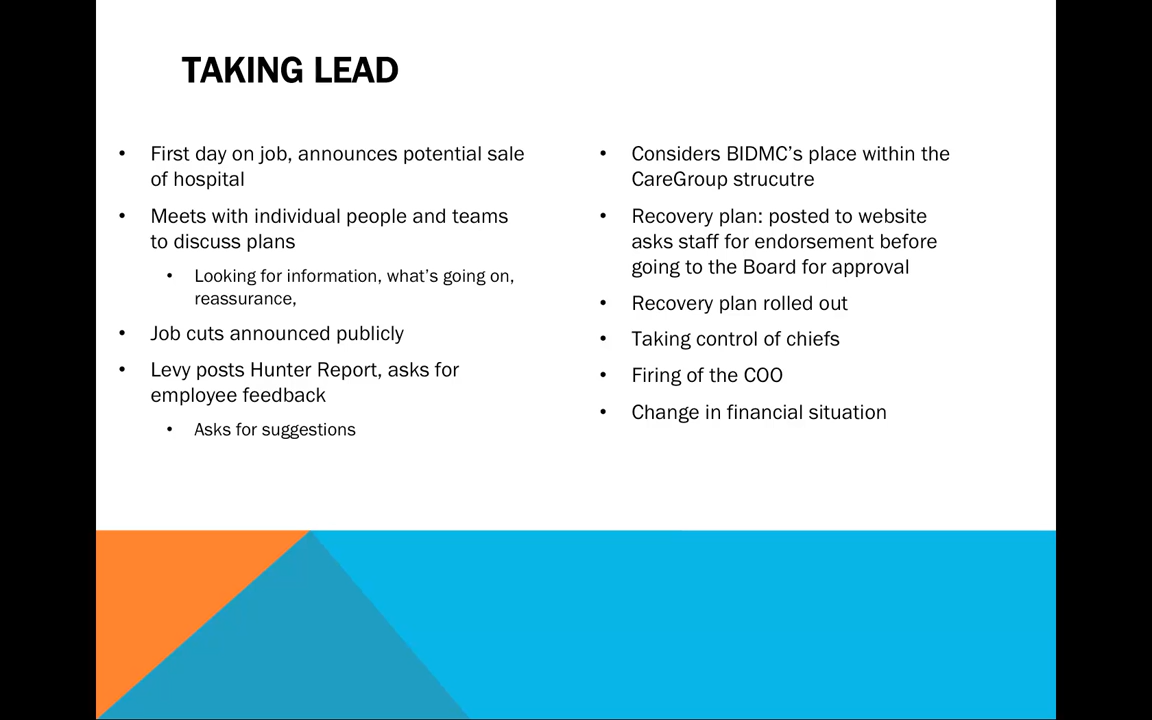 TAKING LEAD
• First day on job, announces potential sale
of hospital
• Meets with individual people and teams
to discuss plans
• Looking for information, what's going on,
reassurance,
• Job cuts announced publicly
• Levy posts Hunter Report, asks for
employee feedback
• Asks for suggestions
• Considers BIDMC's place within the
CareGroup strucutre
• Recovery plan: posted to website
asks staff for endorsement before
going to the Board for approval
• Recovery plan rolled out
• Taking control of chiefs
• Firing of the COO
• Change in financial situation